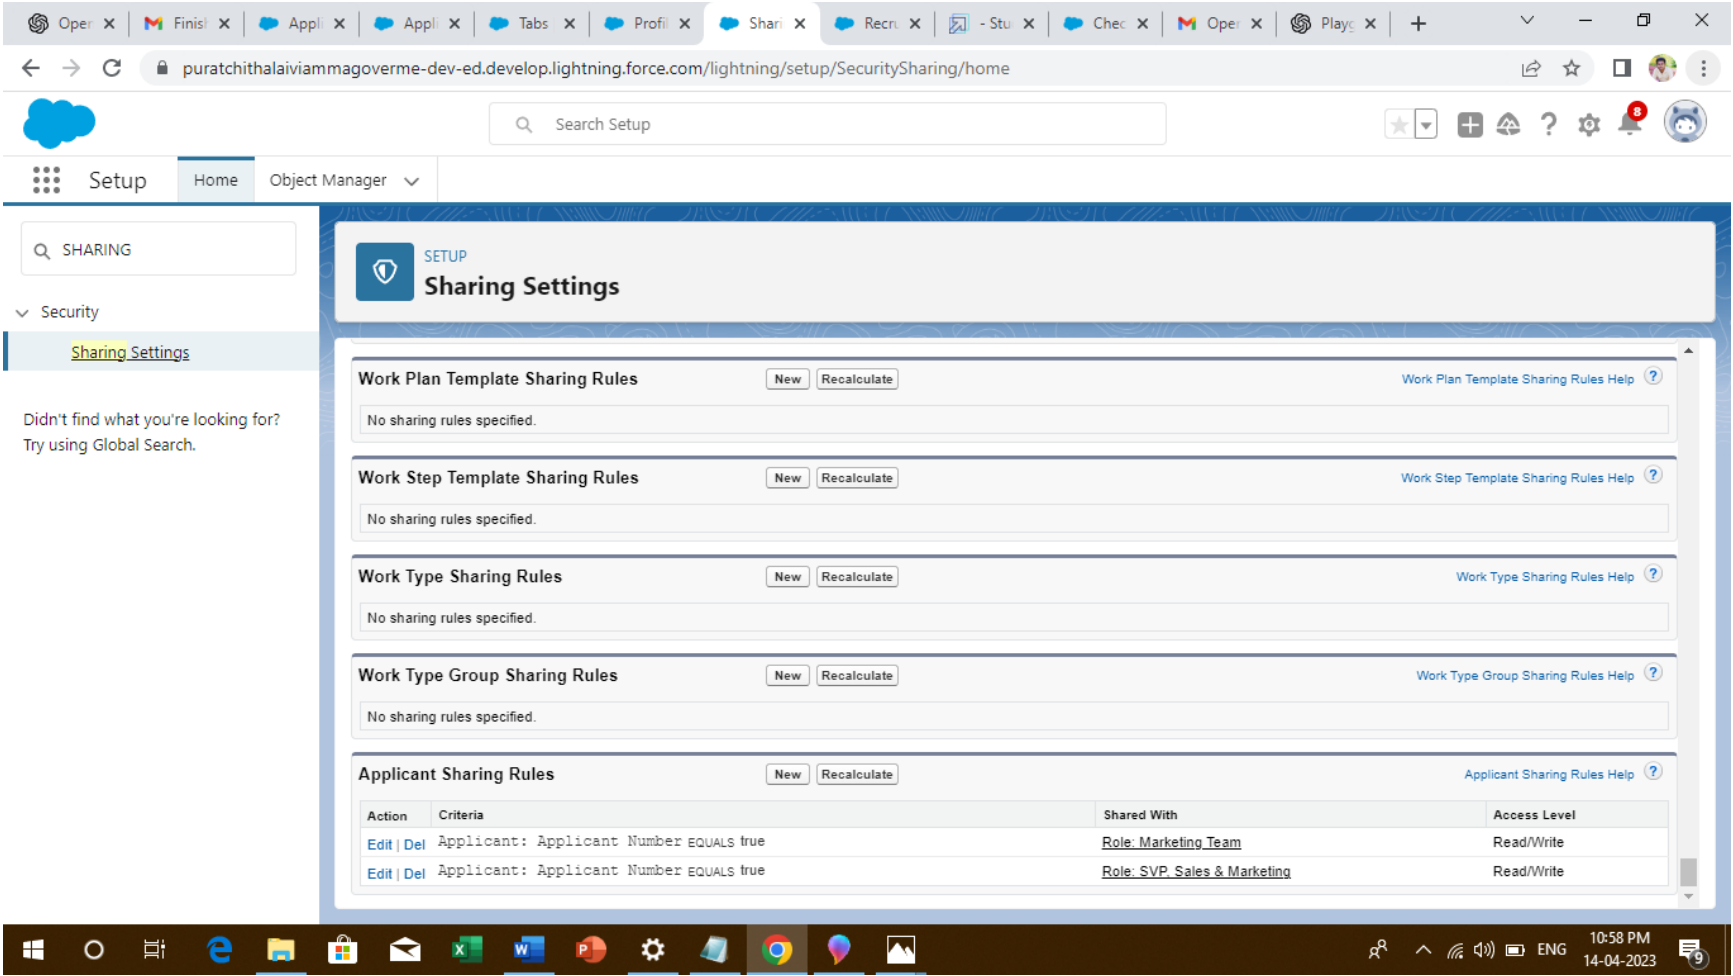 Oper
Finis
Appli
Appli
Tabs
Profil
Shari
Recru
- Stu
Chec
Oper
Playg
puratchithalaiviammagoverme-dev-ed.develop.lightning.force.com/lightning/setup/SecuritySharing/home
Search Setup
8
Setup
Home
Object Manager
SHARING
Security
Sharing Settings
Didn't find what you're looking for?
Try using Global Search.
SETUP
Sharing Settings
Work Plan Template Sharing Rules New Recalculate Work Plan Template Sharing Rules Help ?
No sharing rules specified.
Work Step Template Sharing Rules New Recalculate Work Step Template Sharing Rules Help ?
No sharing rules specified.
Work Type Sharing Rules New Recalculate Work Type Sharing Rules Help ?
No sharing rules specified.
Work Type Group Sharing Rules New Recalculate Work Type Group Sharing Rules Help ?
No sharing rules specified.
Applicant Sharing Rules New Recalculate Applicant Sharing Rules Help ?
Action Criteria Shared With Access Level
Edit | Del Applicant: Applicant Number EQUALS true Role: Marketing Team Read/Write
Edit | Del Applicant: Applicant Number EQUALS true Role: SVP, Sales & Marketing Read/Write
ENG
10:58 PM
14-04-2023
9